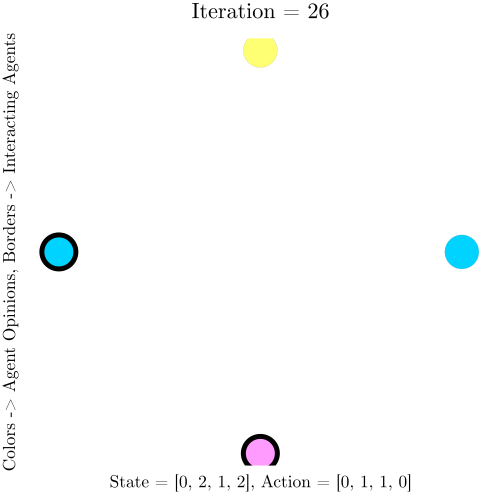 Iteration = 26
Colors -> Agent Opinions, Borders -> Interacting Agents
State = [0, 2, 1, 2], Action = [0, 1, 1, 0]